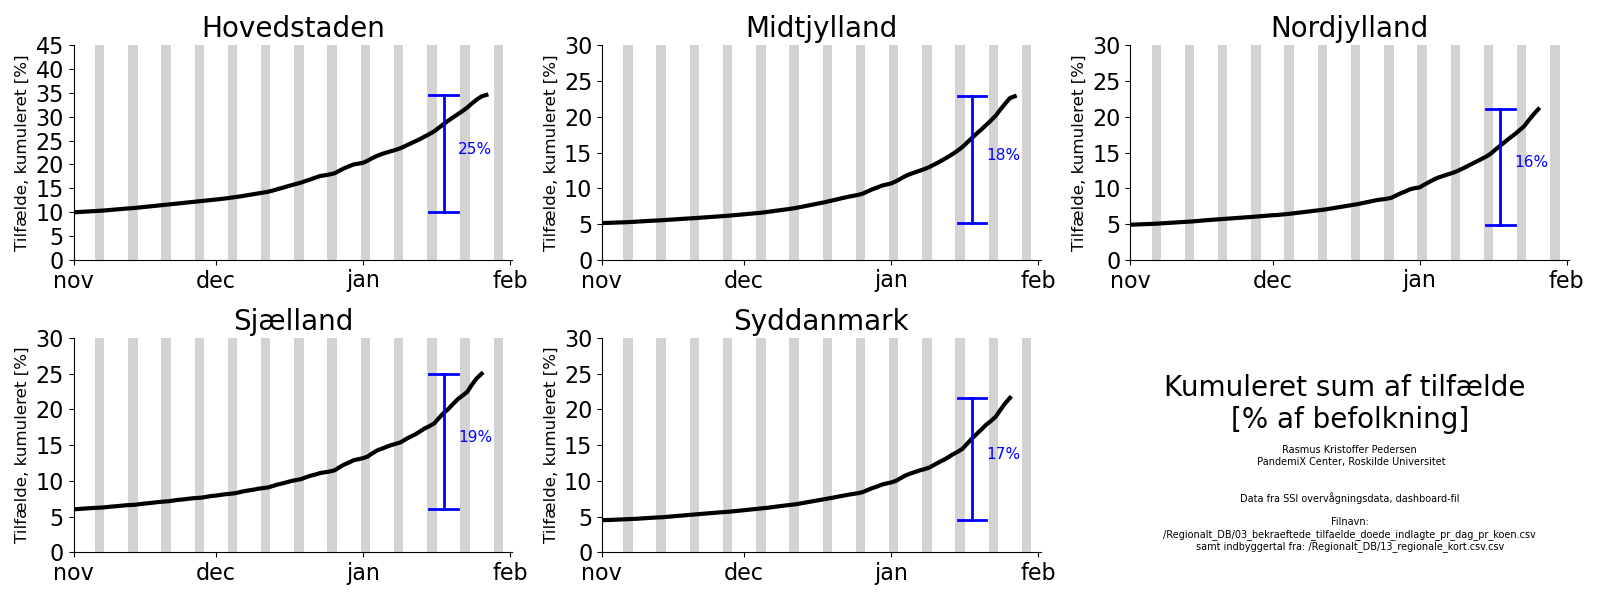 Hovedstaden
Tilfælde, kumuleret [%]
45
40
35
30
25
20
15
10
5
0
25%
nov dec jan feb
Midtjylland
Tilfælde, kumuleret [%]
30
25
20
15
10
5
0
18%
nov dec jan feb
Nordjylland
Tilfælde, kumuleret [%]
30
25
20
15
10
5
0
16%
nov dec jan feb
Sjælland
Tilfælde, kumuleret [%]
30
25
20
15
10
5
0
19%
nov dec jan feb
Syddanmark
Tilfælde, kumuleret [%]
30
25
20
15
10
5
0
17%
nov dec jan feb
Kumuleret sum af tilfælde
[% af befolkning]
Rasmus Kristoffer Pedersen
PandemiX Center, Roskilde Universitet
Data fra SSI overvågningsdata, dashboard-fil
Filnavn:
/Regionalt_DB/03_bekraeftede_tilfaelde_doede_indlagte_pr_dag_pr_koen.csv
samt indbyggertal fra: /Regionalt_DB/13_regionale_kort.csv.csv